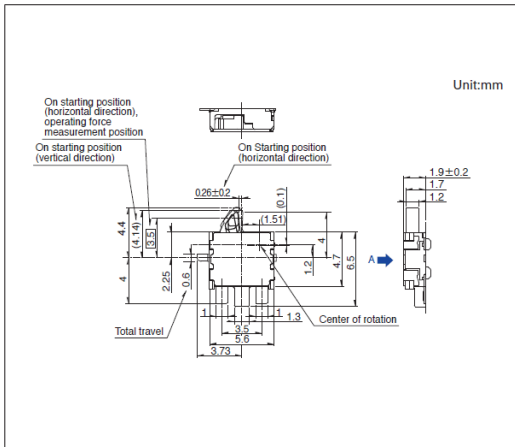 Unit:mm
On starting position
(horizontal direction),
operating force
measurement position
On starting position
(vertical direction)
On Starting position
(horizontal direction)
0.26±0.2
(0.1)
(1.51)
4.4
(4.14)
3.5
4
2.25
0.6
4
1.2
4.7
6.5
1
3.5
1
1.3
5.6
3.73
Total travel
Center of rotation
1.9±0.2
1.7
1.2
A